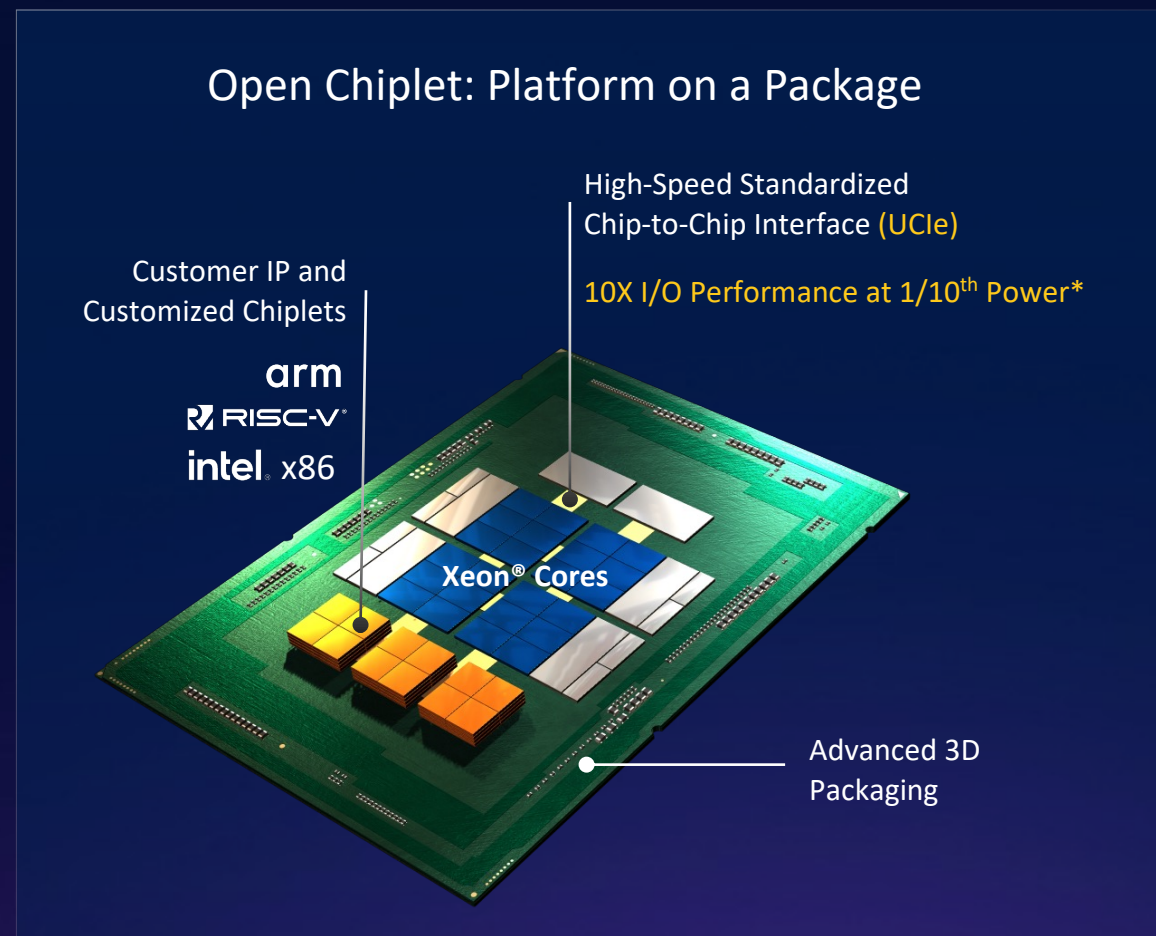 Open Chiplet: Platform on a Package
High-Speed Standardized
Chip-to-Chip Interface (UCIe)
10X I/O Performance at 1/10th Power*
Customer IP and
Customized Chiplets
arm
RISC-V®
intel® x86
Xeon® Cores
Advanced 3D
Packaging